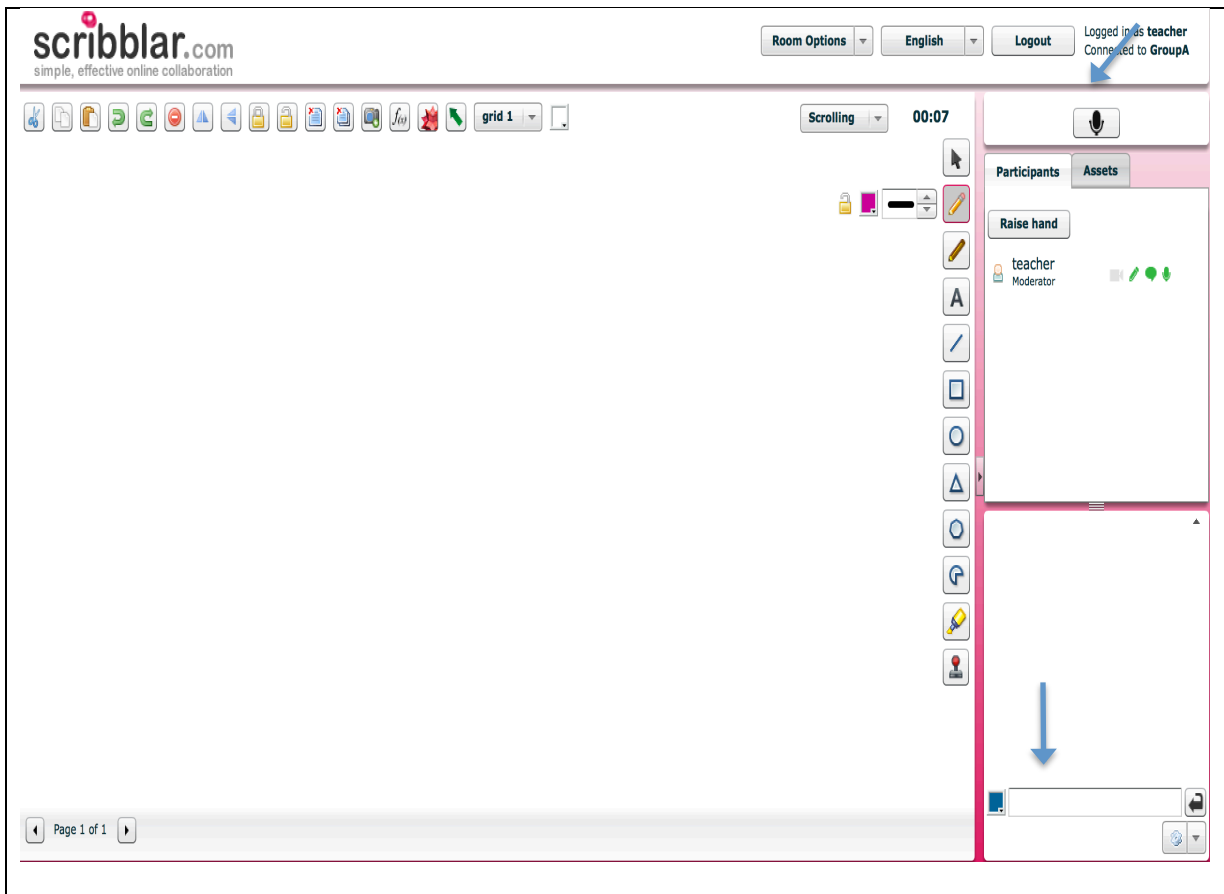 scribblar.com
simple, effective online collaboration
Room Options
English
Logout
Logged in as teacher
Connected to GroupA
f(x)
grid 1
Scrolling
00:07
Participants
Assets
Raise hand
teacher
Moderator
A
Page 1 of 1